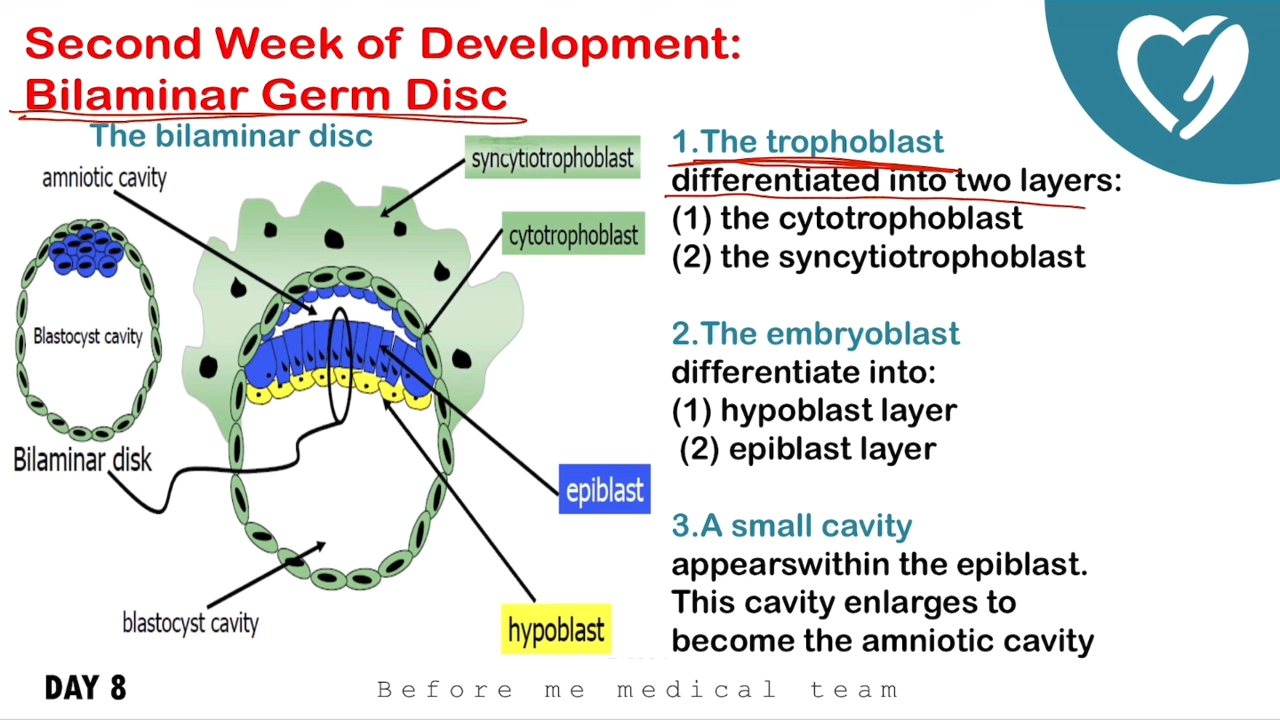 Second Week of Development:
Bilaminar Germ Disc
The bilaminar disc
amniotic cavity
syncytiotrophoblast
cytotrophoblast
Blastocyst cavity
Bilaminar disk
epiblast
blastocyst cavity
hypoblast
1.The trophoblast
differentiated into two layers:
(1) the cytotrophoblast
(2) the syncytiotrophoblast
2.The embryoblast
differentiate into:
(1) hypoblast layer
(2) epiblast layer
3.A small cavity
appearswithin the epiblast.
This cavity enlarges to
become the amniotic cavity
DAY 8
Before me medical team